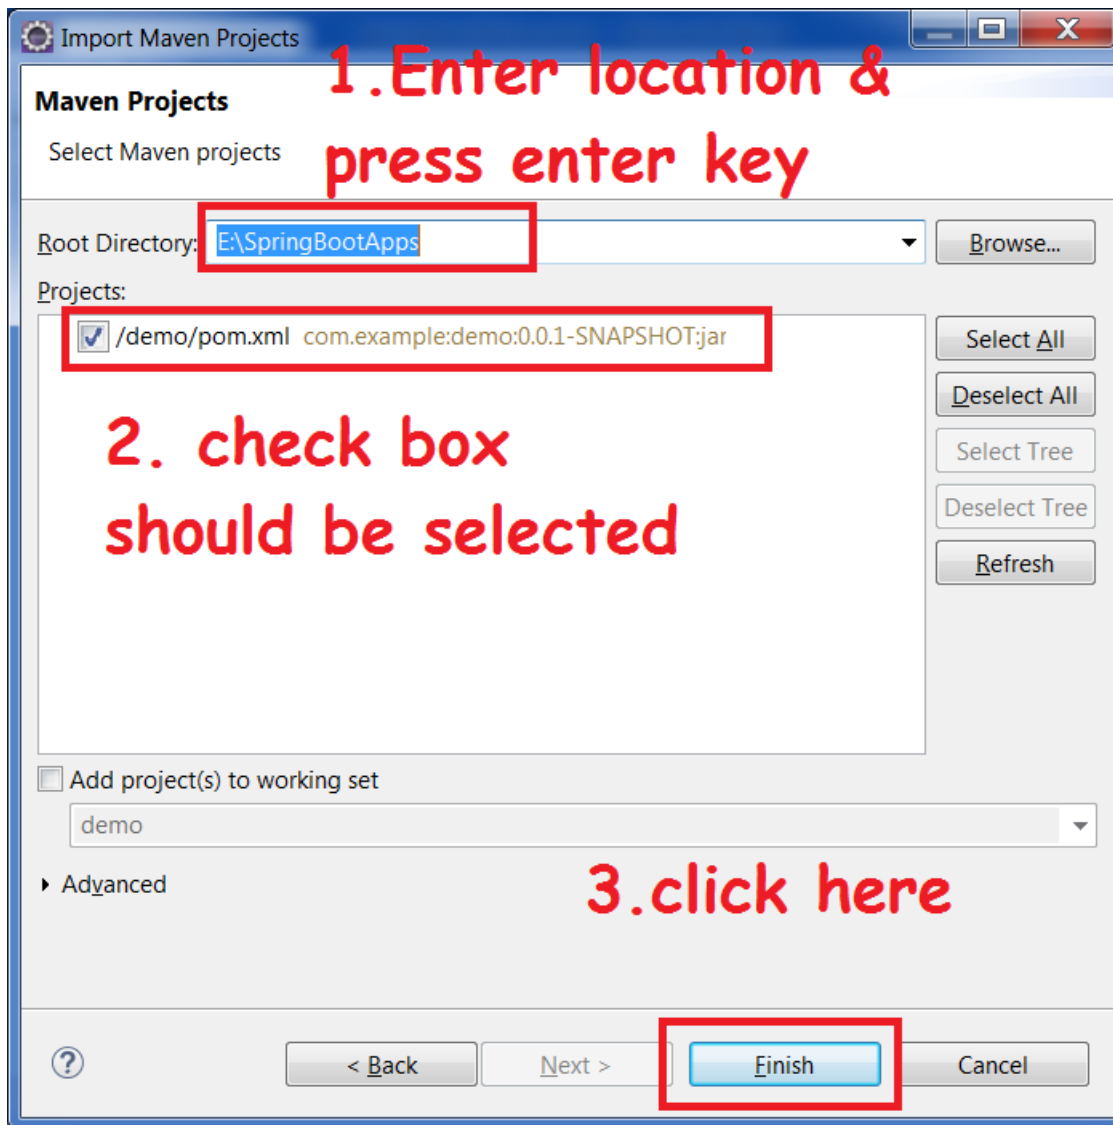 Import Maven Projects
1.Enter location &
press enter key
Maven Projects
Select Maven projects
Root Directory: E:\SpringBootApps Browse...
Projects:
/demo/pom.xml com.example:demo:0.0.1-SNAPSHOT:jar
Select All
Deselect All
Select Tree
Deselect Tree
Refresh
2. check box
should be selected
Add project(s) to working set
demo
Advanced
3.click here
? < Back Next > Finish Cancel